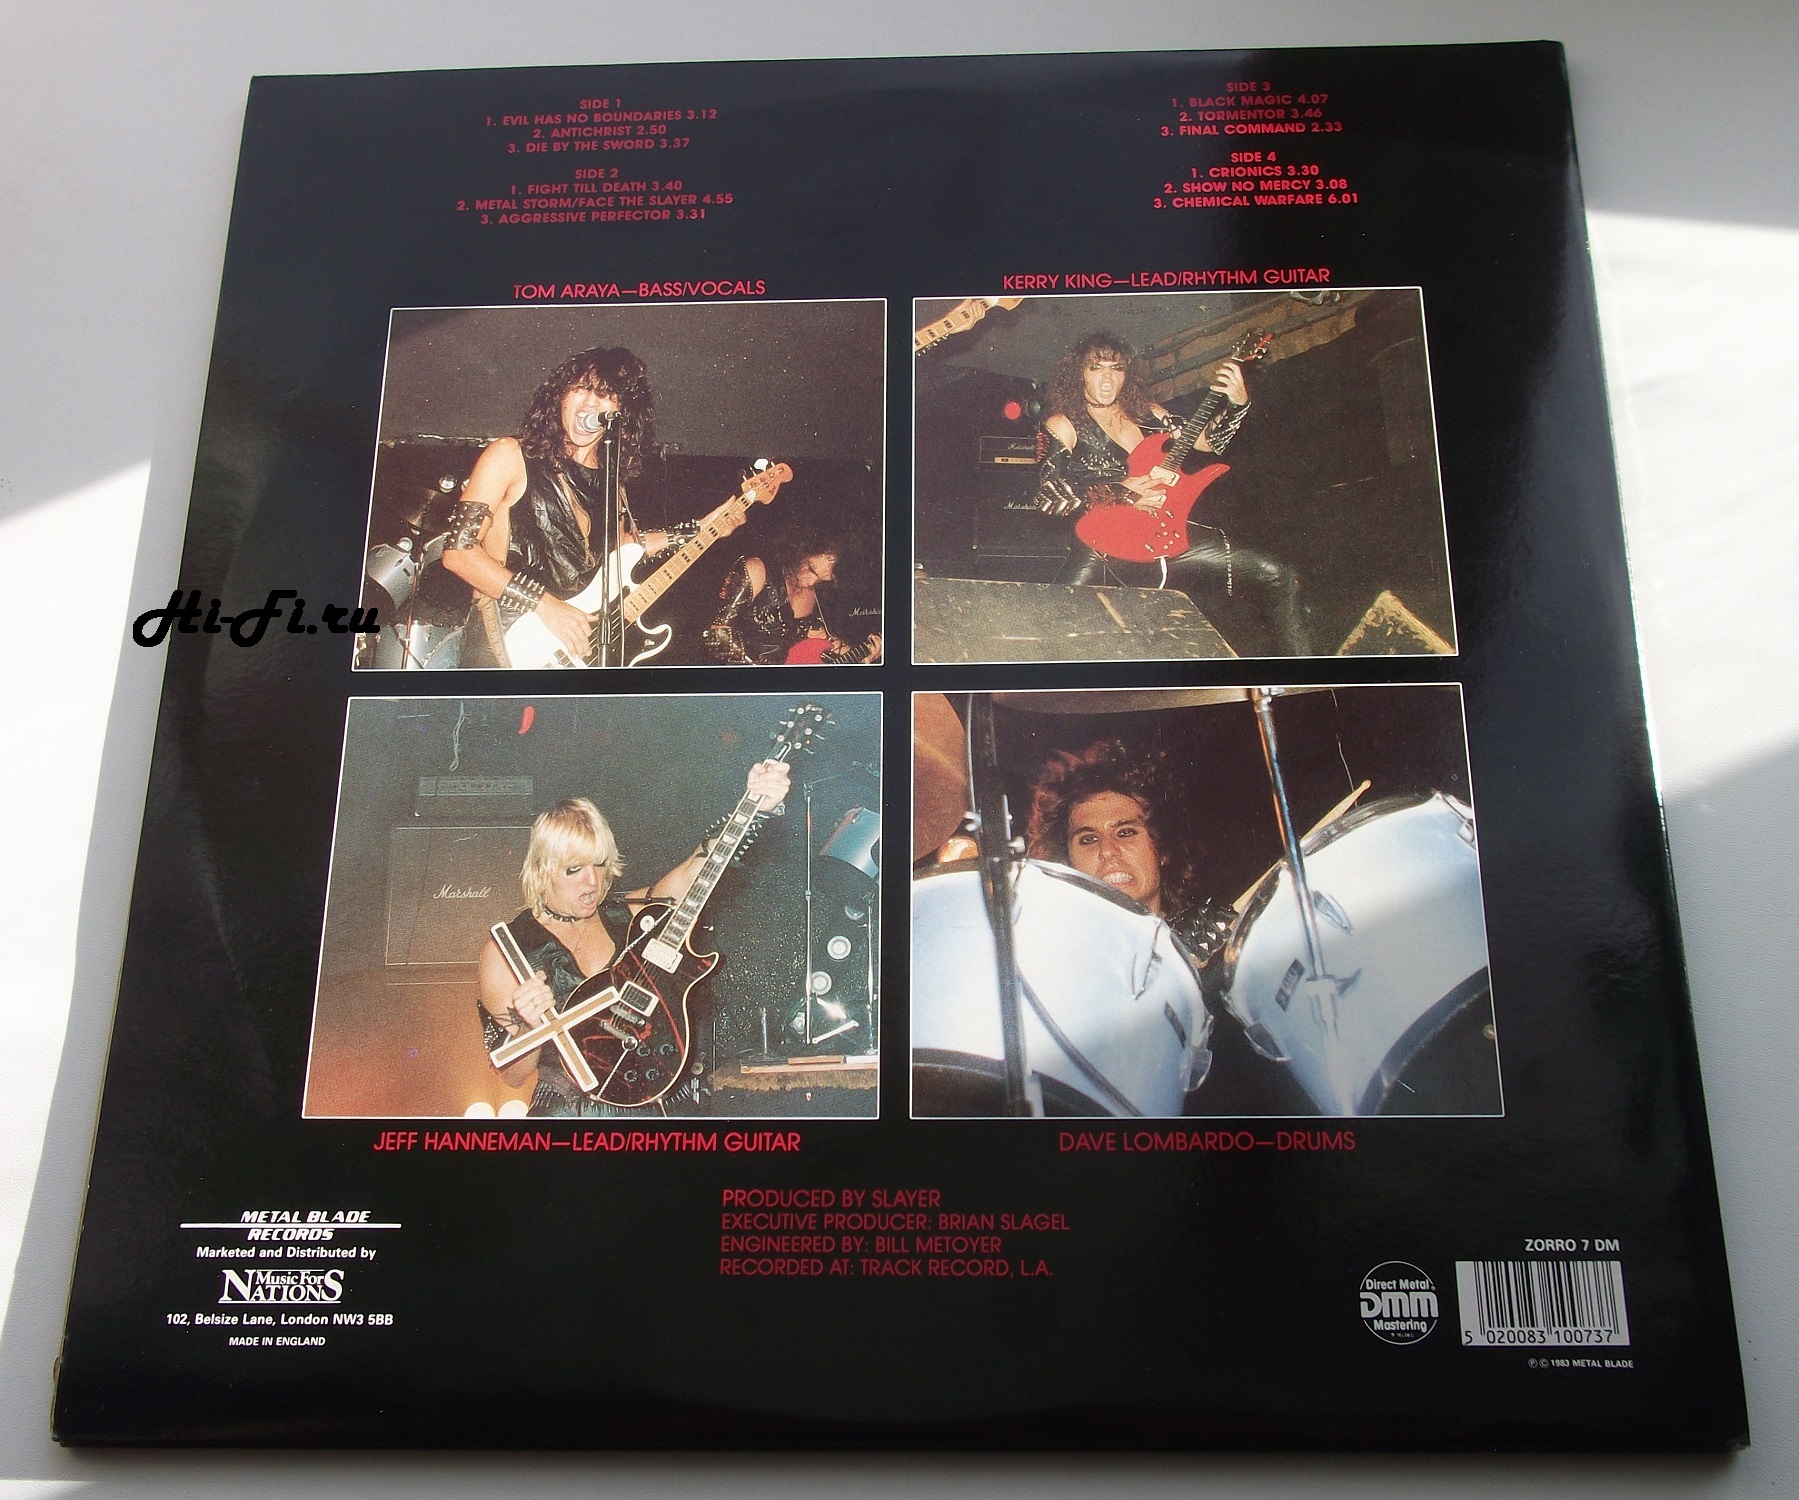 SIDE 1
1. EVIL HAS NO BOUNDARIES 3.12
2. ANTICHRIST 2.50
3. DIE BY THE SWORD 3.37
SIDE 2
1. FIGHT TILL DEATH 3.40
2. METAL STORM/FACE THE SLAYER 4.55
3. AGGRESSIVE PERFECTOR 3.31
SIDE 3
1. BLACK MAGIC 4.07
2. TORMENTOR 3.46
3. FINAL COMMAND 2.33
SIDE 4
1. CRIONICS 3.30
2. SHOW NO MERCY 3.08
3. CHEMICAL WARFARE 6.01
TOM ARAYA—BASS/VOCALS
KERRY KING—LEAD/RHYTHM GUITAR
Marshall
Marshall
Marshall
Hi-Fi.ru
Marshall
JEFF HANNEMAN—LEAD/RHYTHM GUITAR
DAVE LOMBARDO—DRUMS
PRODUCED BY SLAYER
EXECUTIVE PRODUCER: BRIAN SLAGEL
ENGINEERED BY: BILL METOYER
RECORDED AT: TRACK RECORD, L.A.
METAL BLADE
RECORDS
Marketed and Distributed by
Music For
NATIONS
102, Belsize Lane, London NW3 5BB
MADE IN ENGLAND
ZORRO 7 DM
Direct Metal
DMM
Mastering
5 020083 100737
℗ © 1983 METAL BLADE